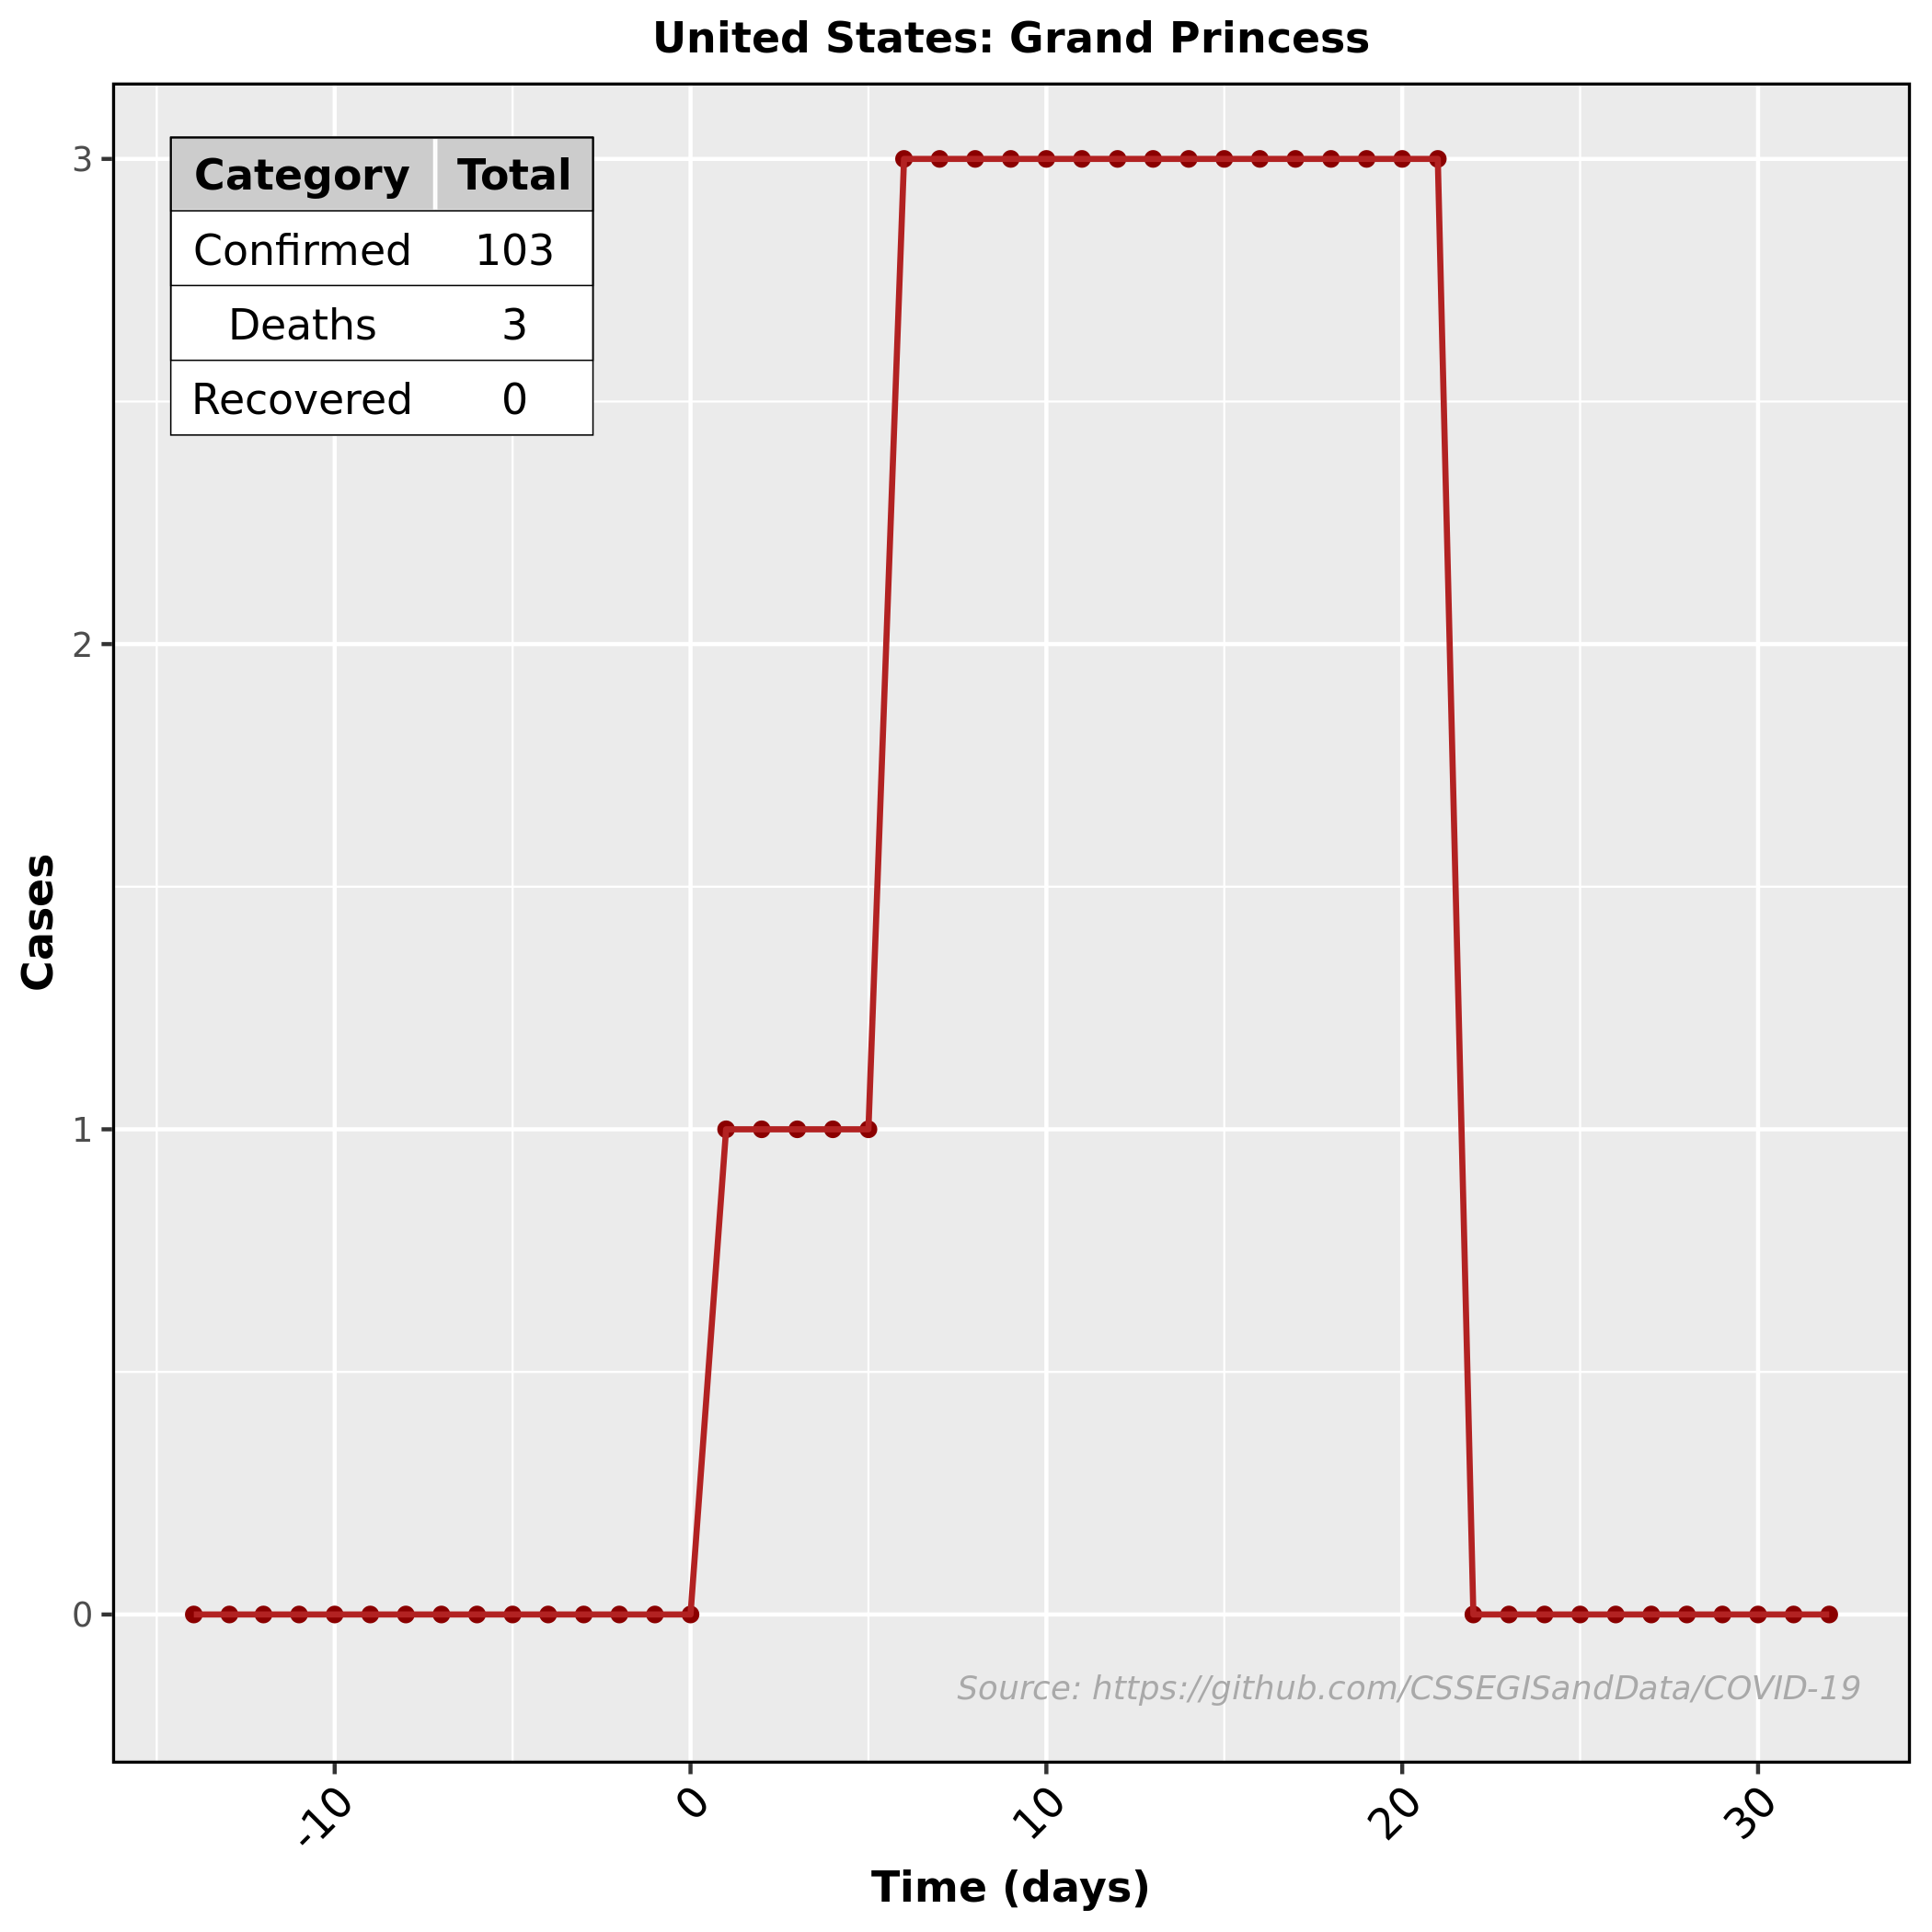 United States: Grand Princess
Category Total
Confirmed 103
Deaths 3
Recovered 0
3
2
1
0
Cases
Source: https://github.com/CSSEGISandData/COVID-19
-10 0 10 20 30
Time (days)